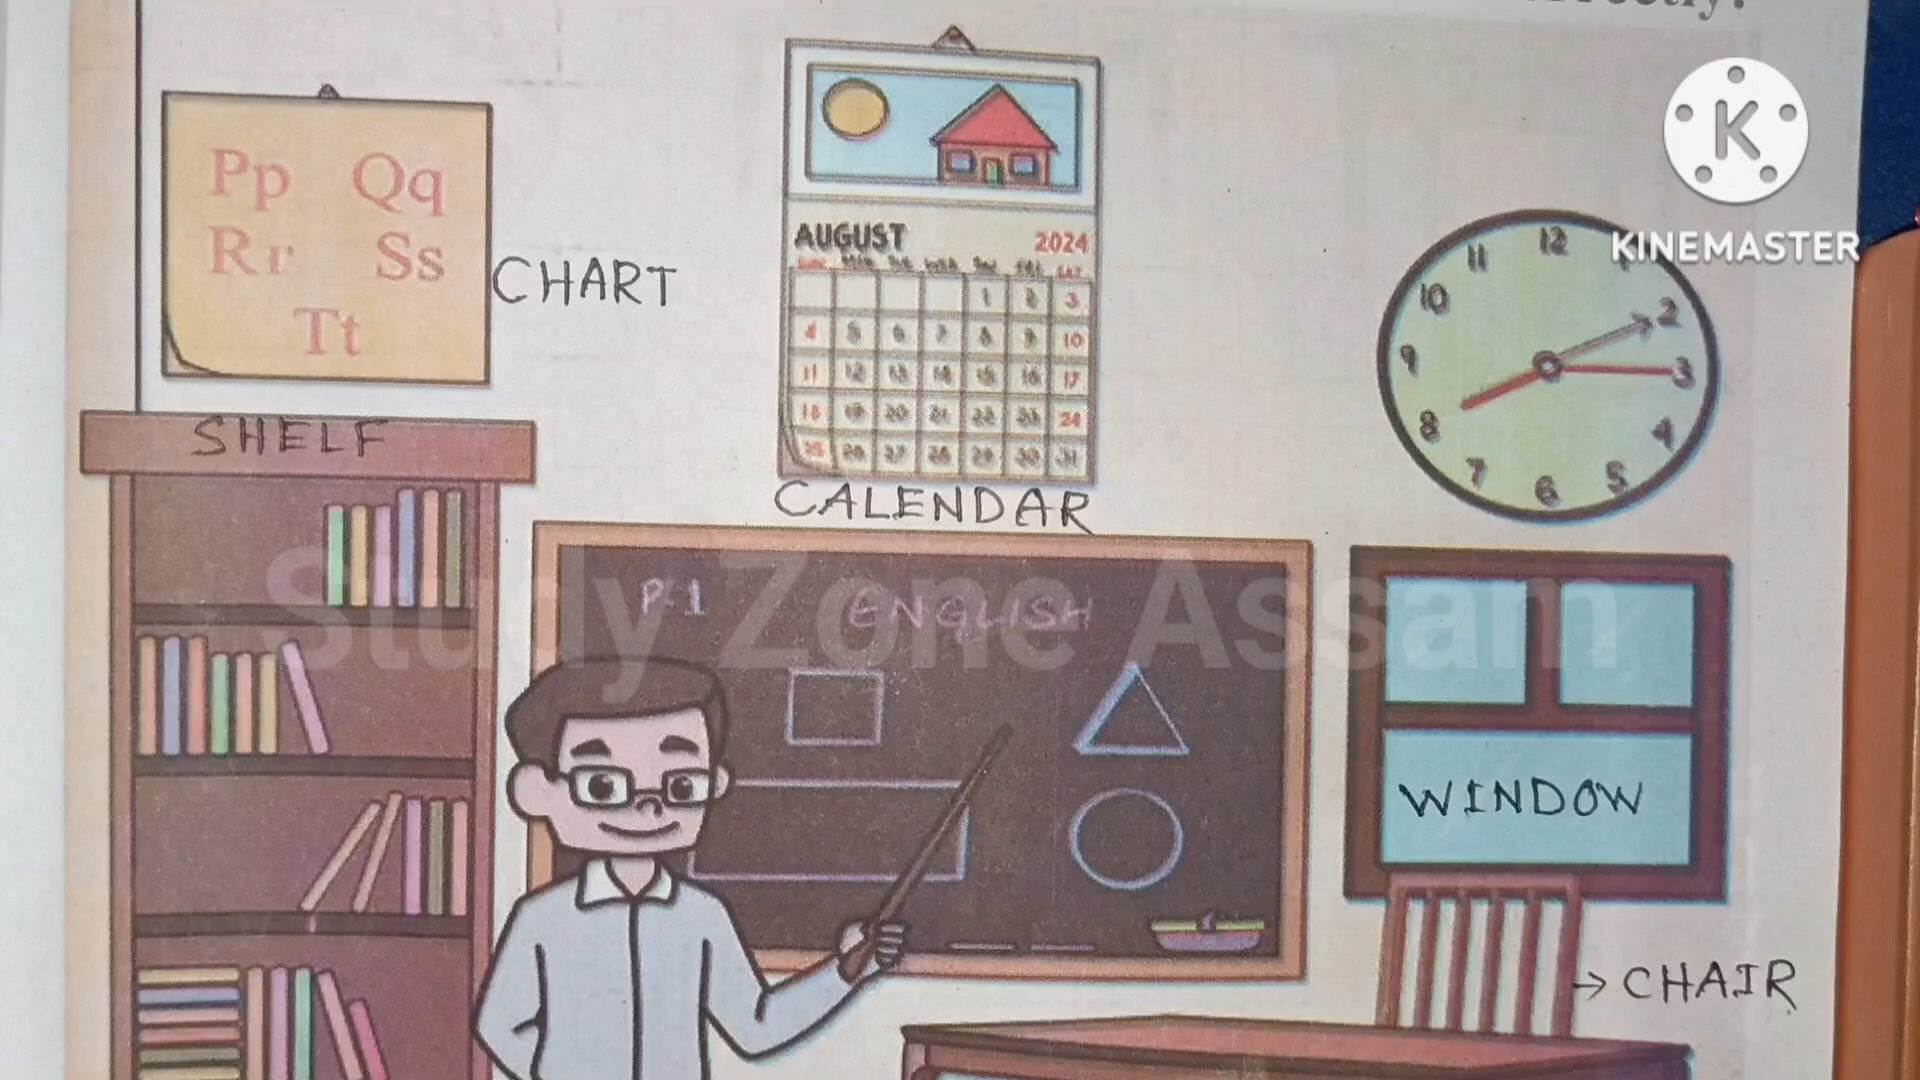 Pp Qq
Rr Ss
Tt
CHART
AUGUST 2024
1 2 3
4 5 6 7 8 9 10
11 12 13 14 15 16 17
18 19 20 21 22 23 24
25 26 27 28 29 30 31
CALENDAR
KINEMASTER
12
11
10 2
9 3
8 4
7 5
6
SHELF
Study Zone Assam
P.1 ENGLISH
WINDOW
→ CHAIR